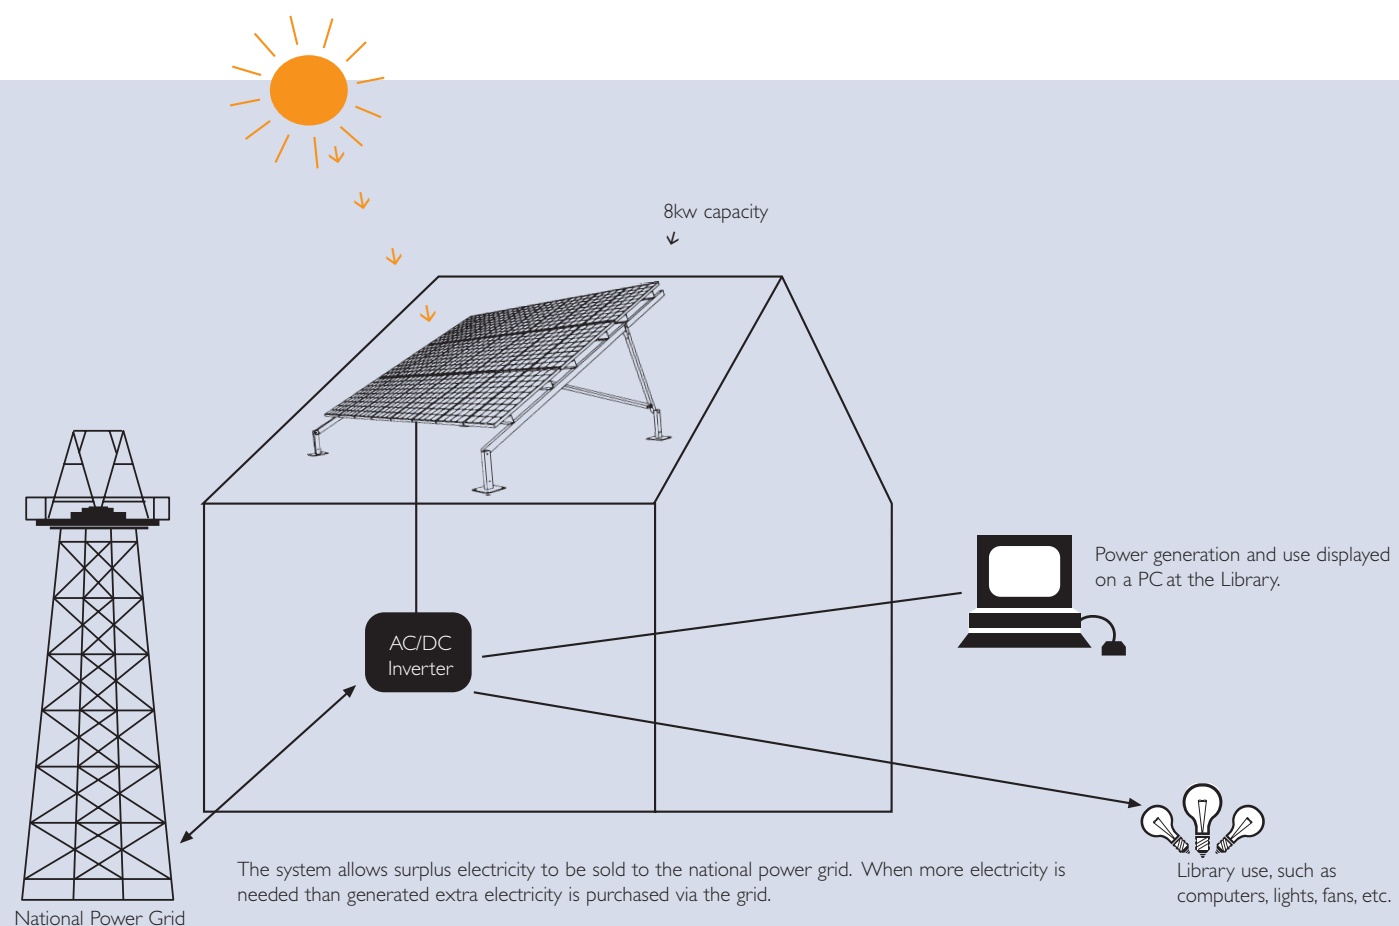 8kw capacity
Power generation and use displayed
on a PC at the Library.
AC/DC
Inverter
The system allows surplus electricity to be sold to the national power grid. When more electricity is
needed than generated extra electricity is purchased via the grid.
Library use, such as
computers, lights, fans, etc.
National Power Grid